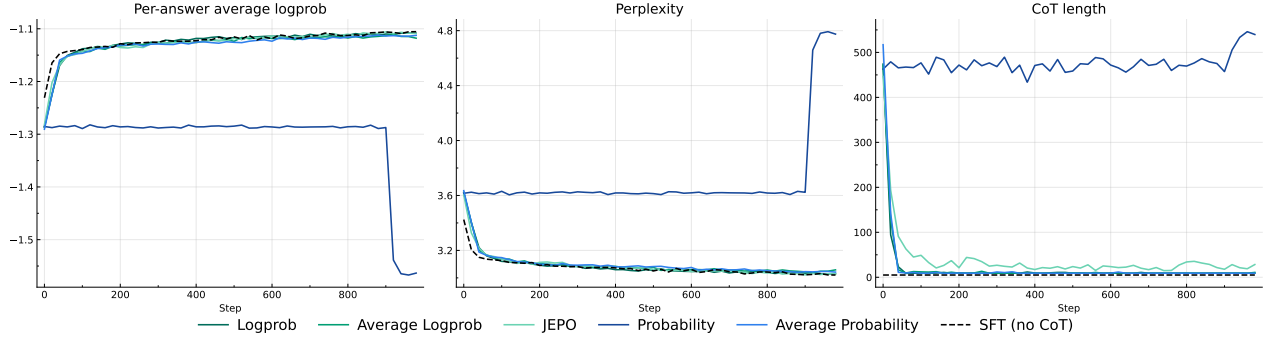 Per-answer average logprob
Perplexity
CoT length
−1.1
−1.2
−1.3
−1.4
−1.5
0 200 400 600 800
Step
4.8
4.4
4.0
3.6
3.2
0 200 400 600 800
Step
500
400
300
200
100
0
0 200 400 600 800
Step
Logprob Average Logprob JEPO Probability Average Probability SFT (no CoT)